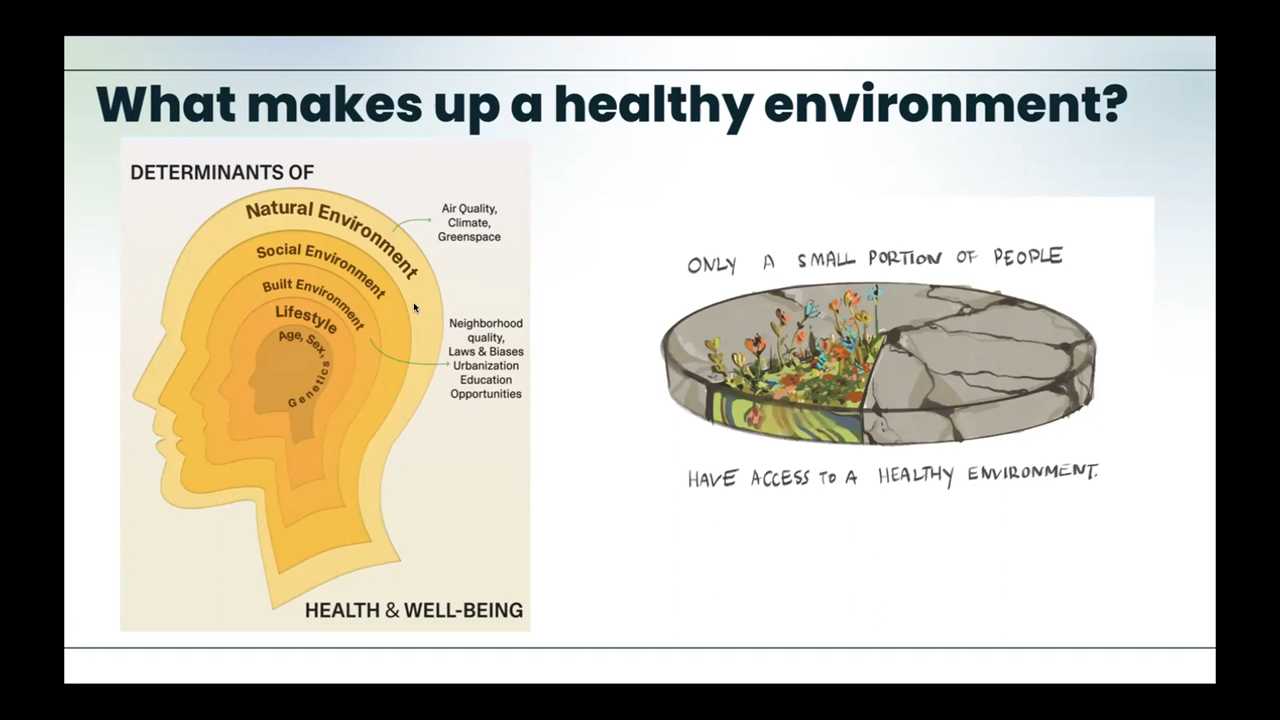 What makes up a healthy environment?
DETERMINANTS OF
Natural Environment
Social Environment
Built Environment
Lifestyle
Age, Sex,
Genetics
Air Quality,
Climate,
Greenspace
Neighborhood
quality,
Laws & Biases
Urbanization
Education
Opportunities
HEALTH & WELL-BEING
ONLY A SMALL PORTION OF PEOPLE
HAVE ACCESS TO A HEALTHY ENVIRONMENT.